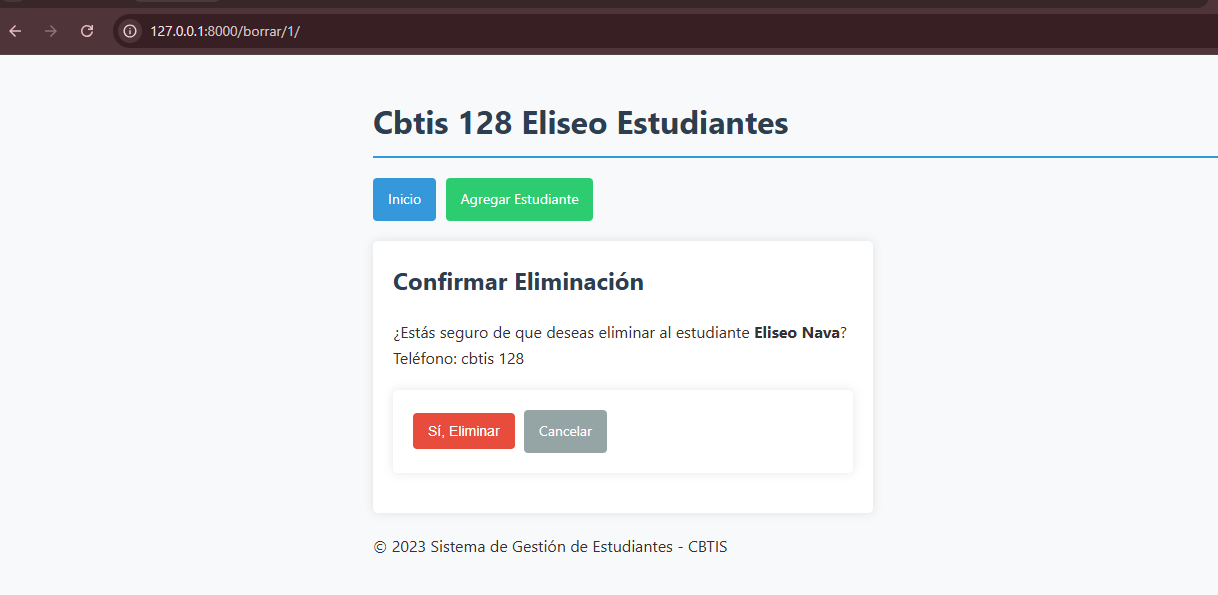 127.0.0.1:8000/borrar/1/
Cbtis 128 Eliseo Estudiantes
Inicio Agregar Estudiante
Confirmar Eliminación
¿Estás seguro de que deseas eliminar al estudiante Eliseo Nava?
Teléfono: cbtis 128
Sí, Eliminar Cancelar
© 2023 Sistema de Gestión de Estudiantes - CBTIS